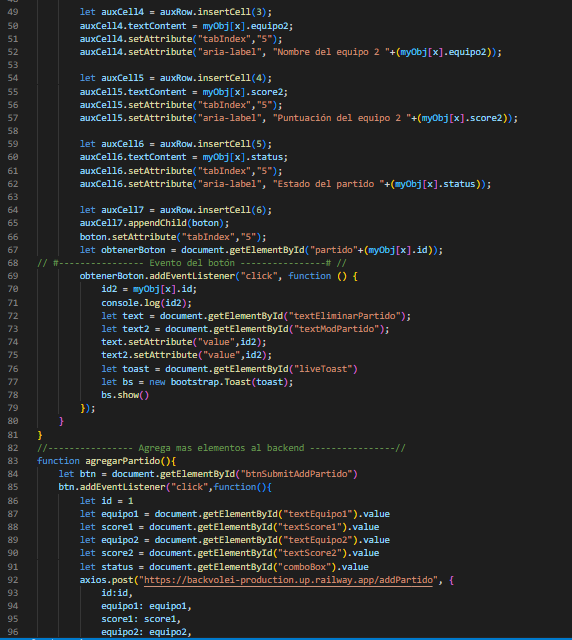 49 let auxCell4 = auxRow.insertCell(3);
50 auxCell4.textContent = myObj[x].equipo2;
51 auxCell4.setAttribute("tabIndex","5");
52 auxCell4.setAttribute("aria-label", "Nombre del equipo 2 "+(myObj[x].equipo2));
53
54 let auxCell5 = auxRow.insertCell(4);
55 auxCell5.textContent = myObj[x].score2;
56 auxCell5.setAttribute("tabIndex","5");
57 auxCell5.setAttribute("aria-label", "Puntuación del equipo 2 "+(myObj[x].score2));
58
59 let auxCell6 = auxRow.insertCell(5);
60 auxCell6.textContent = myObj[x].status;
61 auxCell6.setAttribute("tabIndex","5");
62 auxCell6.setAttribute("aria-label", "Estado del partido "+(myObj[x].status));
63
64 let auxCell7 = auxRow.insertCell(6);
65 auxCell7.appendChild(boton);
66 boton.setAttribute("tabIndex","5");
67 let obtenerBoton = document.getElementById("partido"+(myObj[x].id));
68 // #---------------- Evento del botón ----------------# //
69 obtenerBoton.addEventListener("click", function () {
70 id2 = myObj[x].id;
71 console.log(id2);
72 let text = document.getElementById("textEliminarPartido");
73 let text2 = document.getElementById("textModPartido");
74 text.setAttribute("value",id2);
75 text2.setAttribute("value",id2);
76 let toast = document.getElementById("liveToast")
77 let bs = new bootstrap.Toast(toast);
78 bs.show()
79 });
80 }
81 }
82 //---------------- Agrega mas elementos al backend ----------------//
83 function agregarPartido(){
84 let btn = document.getElementById("btnSubmitAddPartido")
85 btn.addEventListener("click",function(){
86 let id = 1
87 let equipo1 = document.getElementById("textEquipo1").value
88 let score1 = document.getElementById("textScore1").value
89 let equipo2 = document.getElementById("textEquipo2").value
90 let score2 = document.getElementById("textScore2").value
91 let status = document.getElementById("comboBox").value
92 axios.post("https://backvolei-production.up.railway.app/addPartido", {
93 id:id,
94 equipo1: equipo1,
95 score1: score1,
96 equipo2: equipo2,